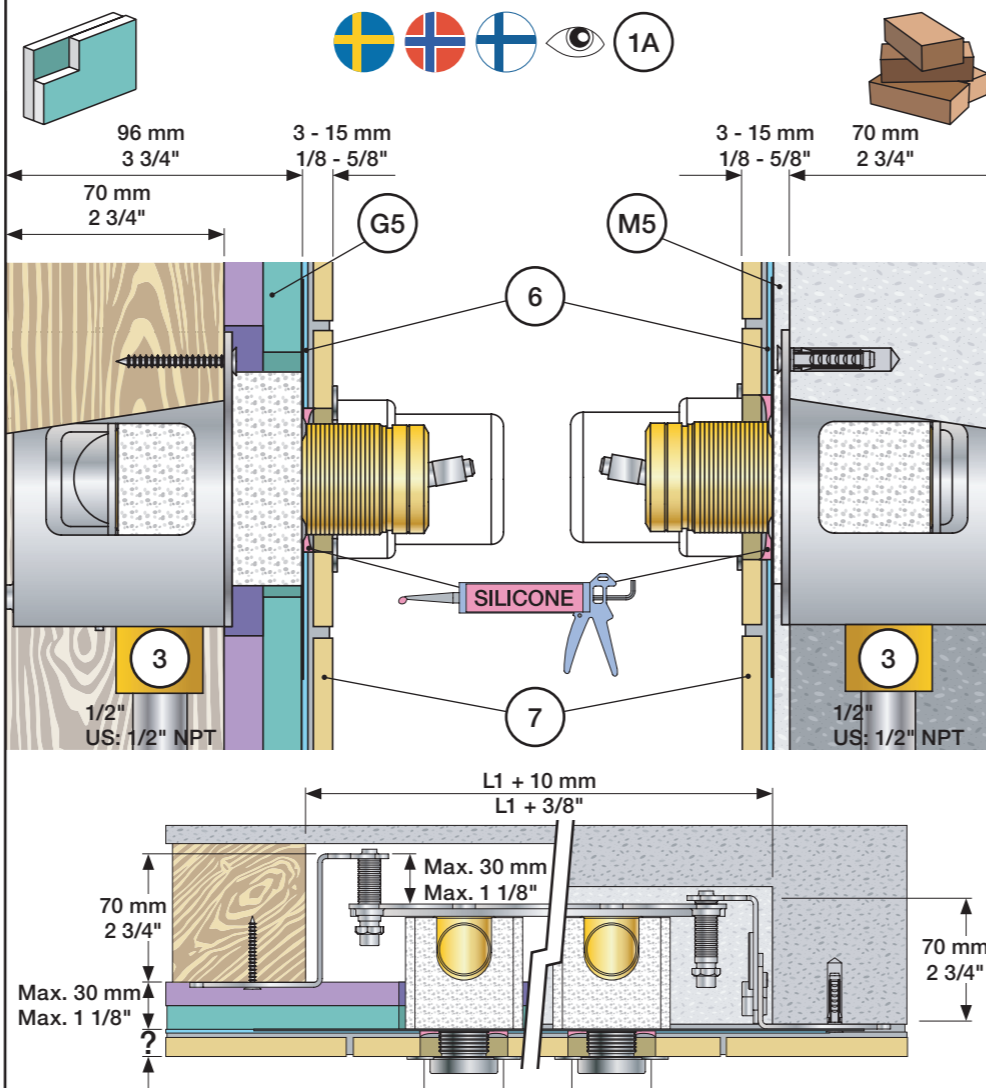 1A
96 mm
3 3/4"
3 - 15 mm
1/8 - 5/8"
3 - 15 mm
1/8 - 5/8"
70 mm
2 3/4"
70 mm
2 3/4"
G5
M5
6
SILICONE
3
3
1/2"
US: 1/2" NPT
7
1/2"
US: 1/2" NPT
L1 + 10 mm
L1 + 3/8"
Max. 30 mm
Max. 1 1/8"
70 mm
2 3/4"
70 mm
2 3/4"
Max. 30 mm
Max. 1 1/8"
?